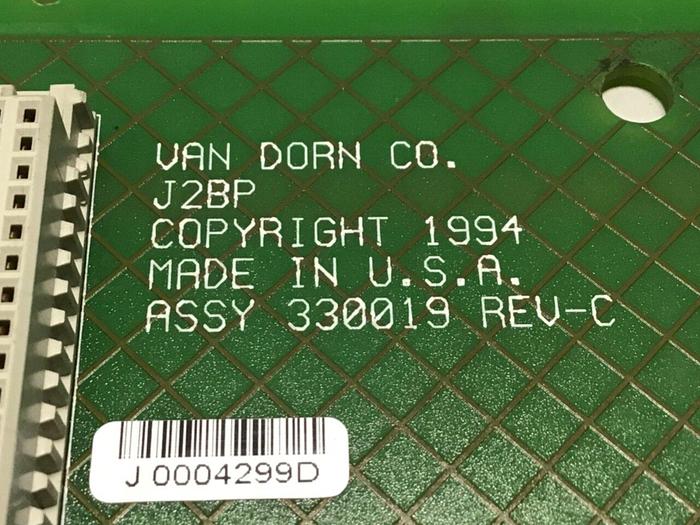 VAN DORN CO.
J2BP
COPYRIGHT 1994
MADE IN U.S.A.
ASSY 330019 REV-C
J 0004299D